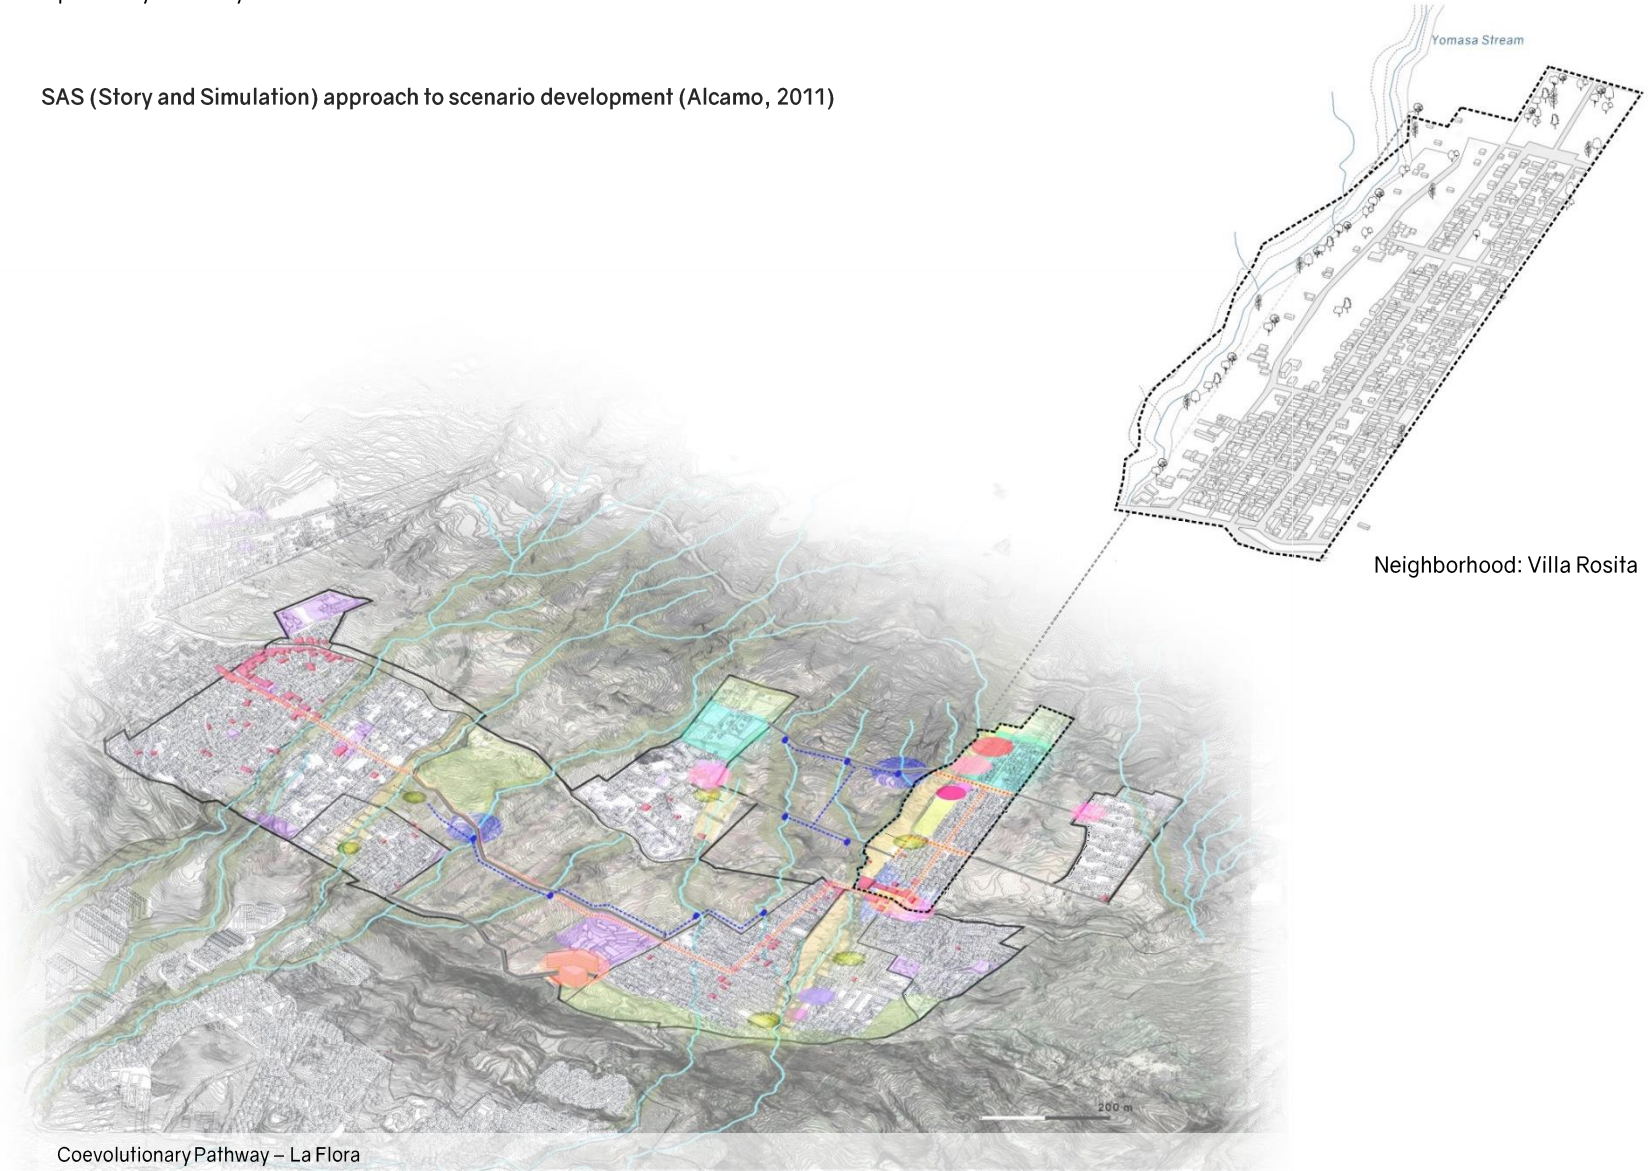 SAS (Story and Simulation) approach to scenario development (Alcamo, 2011)
Yomasa Stream
Neighborhood: Villa Rosita
200 m
Coevolutionary Pathway – La Flora